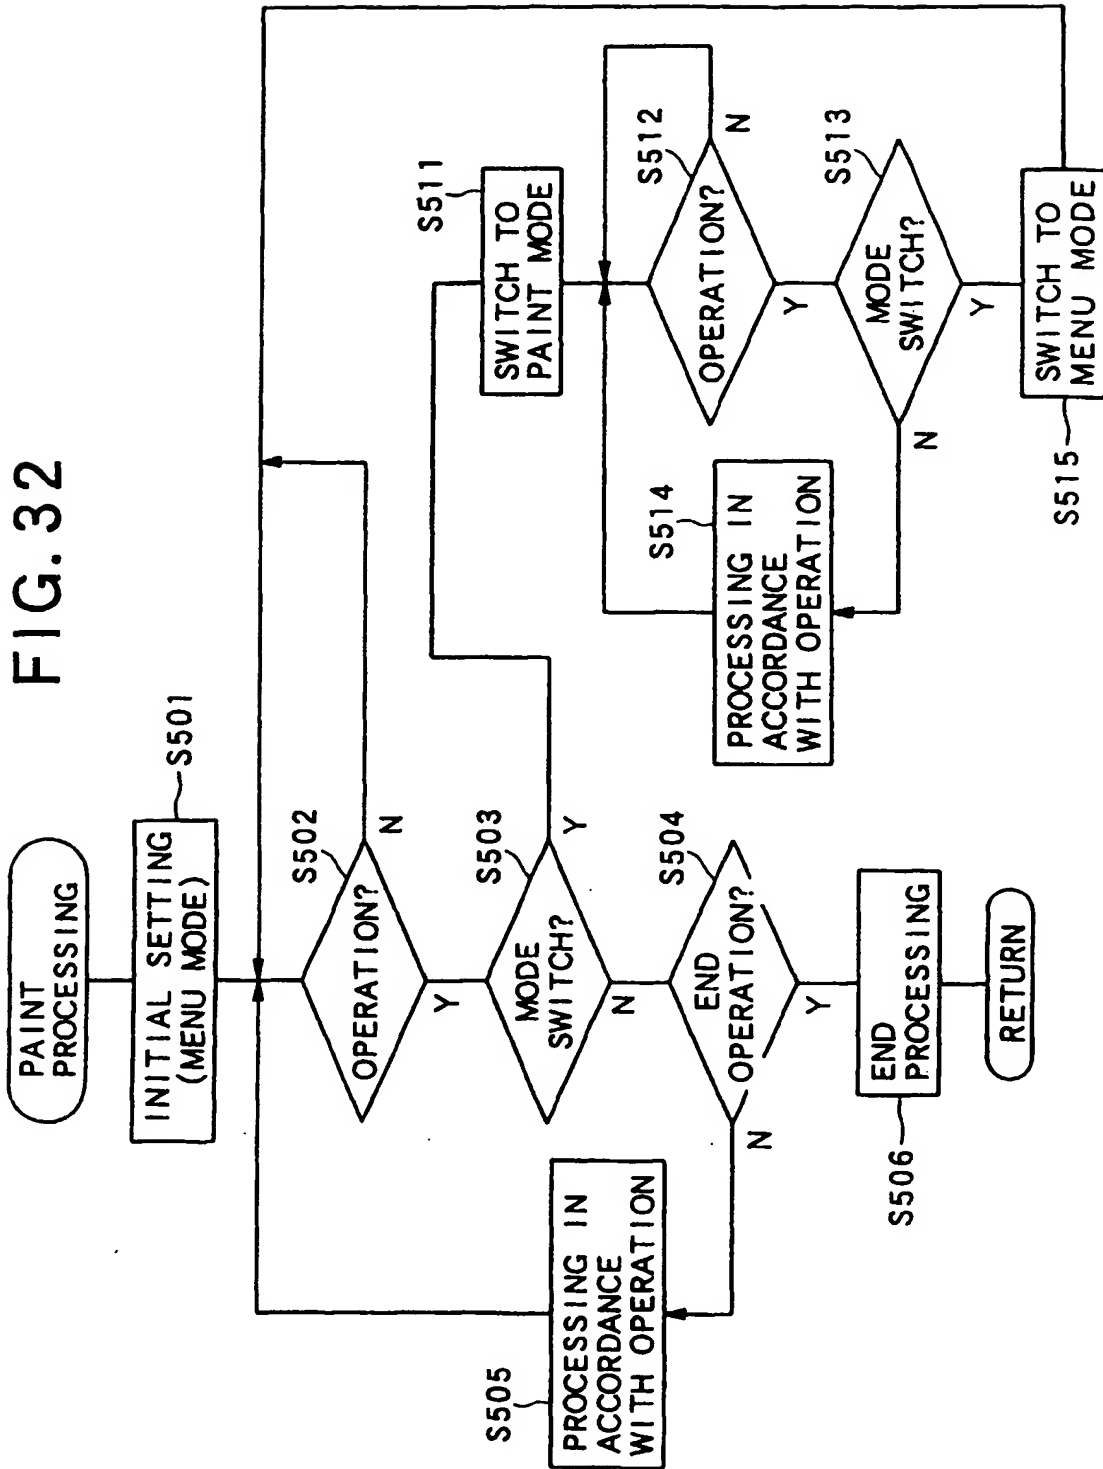 FIG. 32
PAINT
PROCESSING
INITIAL SETTING
(MENU MODE)
S501
OPERATION?
S502
N
Y
MODE
SWITCH?
S503
Y
N
END
OPERATION?
S504
N
Y
PROCESSING IN
ACCORDANCE
WITH OPERATION
S505
END
PROCESSING
S506
RETURN
SWITCH TO
PAINT MODE
S511
OPERATION?
S512
N
Y
MODE
SWITCH?
S513
N
Y
PROCESSING IN
ACCORDANCE
WITH OPERATION
S514
SWITCH TO
MENU MODE
S515